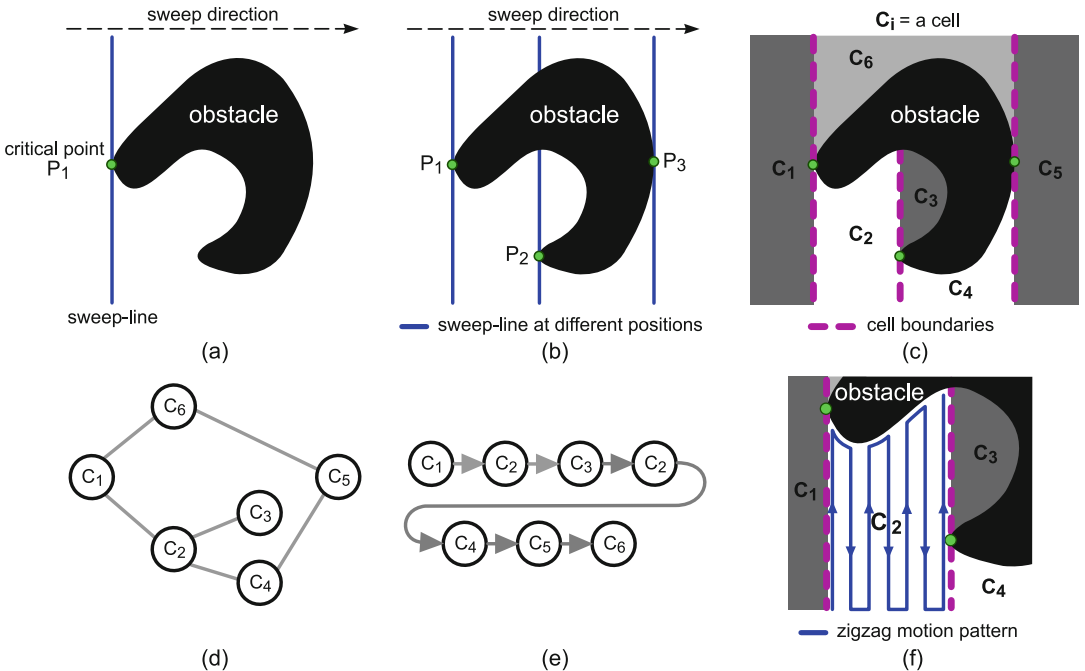 sweep direction
obstacle
critical point
P1
sweep-line
(a)
sweep direction
obstacle
P1
P3
P2
sweep-line at different positions
(b)
Ci = a cell
C6
obstacle
C1
C5
C3
C2
C4
cell boundaries
(c)
C6
C1
C5
C3
C2
C4
(d)
C1 C2 C3 C2
C4 C5 C6
(e)
obstacle
C3
C1
C2
C4
zigzag motion pattern
(f)